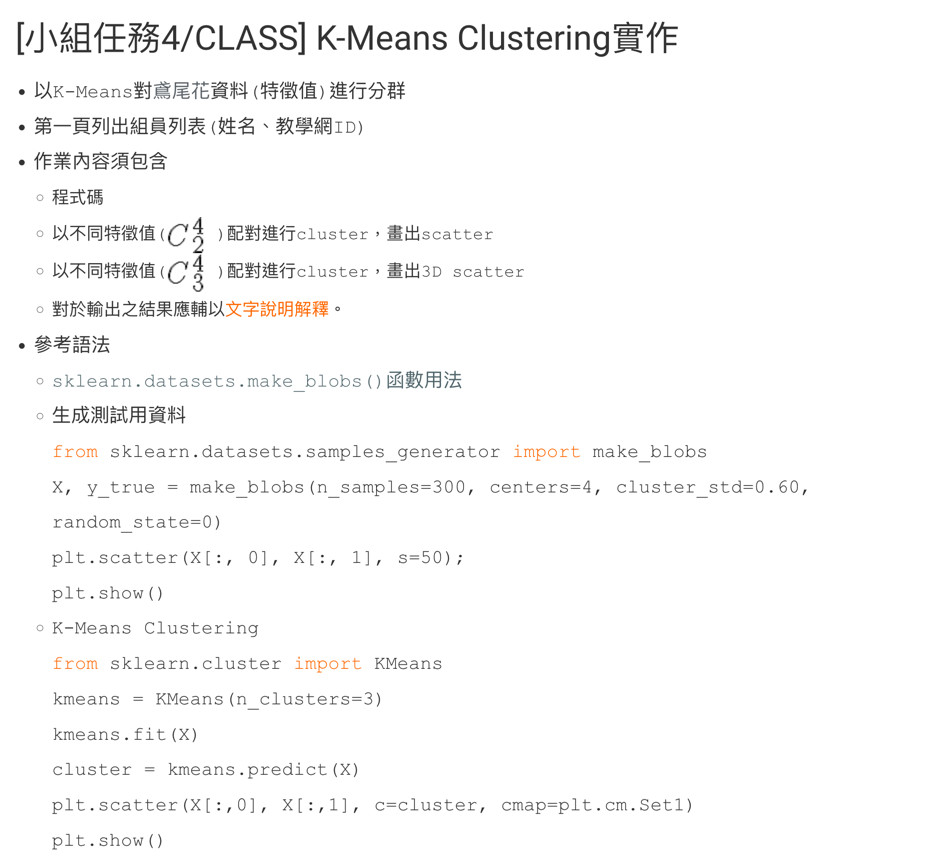 [小組任務4/CLASS] K-Means Clustering實作
• 以K-Means對鳶尾花資料(特徵值)進行分群
• 第一頁列出組員列表(姓名、教學網ID)
• 作業內容須包含
○ 程式碼
○ 以不同特徵值(C 4 2 )配對進行cluster，畫出scatter
○ 以不同特徵值(C 4 3 )配對進行cluster，畫出3D scatter
○ 對於輸出之結果應輔以文字說明解釋。
• 參考語法
○ sklearn.datasets.make_blobs()函數用法
○ 生成測試用資料
from sklearn.datasets.samples_generator import make_blobs
X, y_true = make_blobs(n_samples=300, centers=4, cluster_std=0.60,
random_state=0)
plt.scatter(X[:, 0], X[:, 1], s=50);
plt.show()
○ K-Means Clustering
from sklearn.cluster import KMeans
kmeans = KMeans(n_clusters=3)
kmeans.fit(X)
cluster = kmeans.predict(X)
plt.scatter(X[:,0], X[:,1], c=cluster, cmap=plt.cm.Set1)
plt.show()